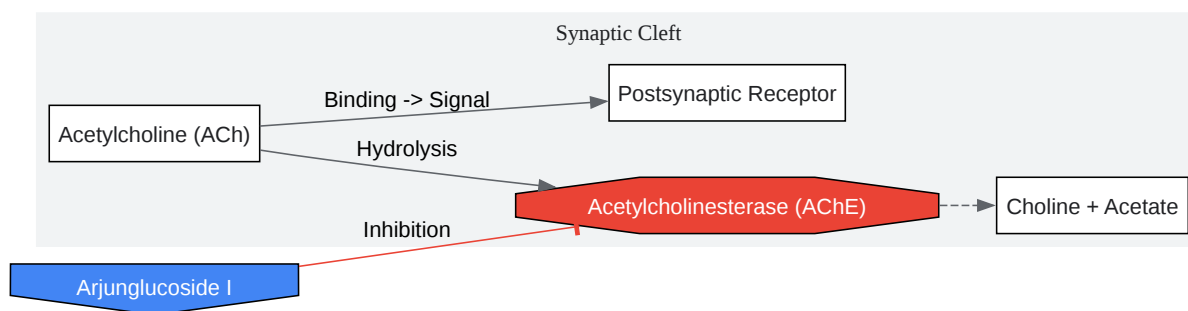 Synaptic Cleft
Acetylcholine (ACh)
Binding -> Signal
Postsynaptic Receptor
Hydrolysis
Acetylcholinesterase (AChE)
Choline + Acetate
Inhibition
Arjunglucoside I